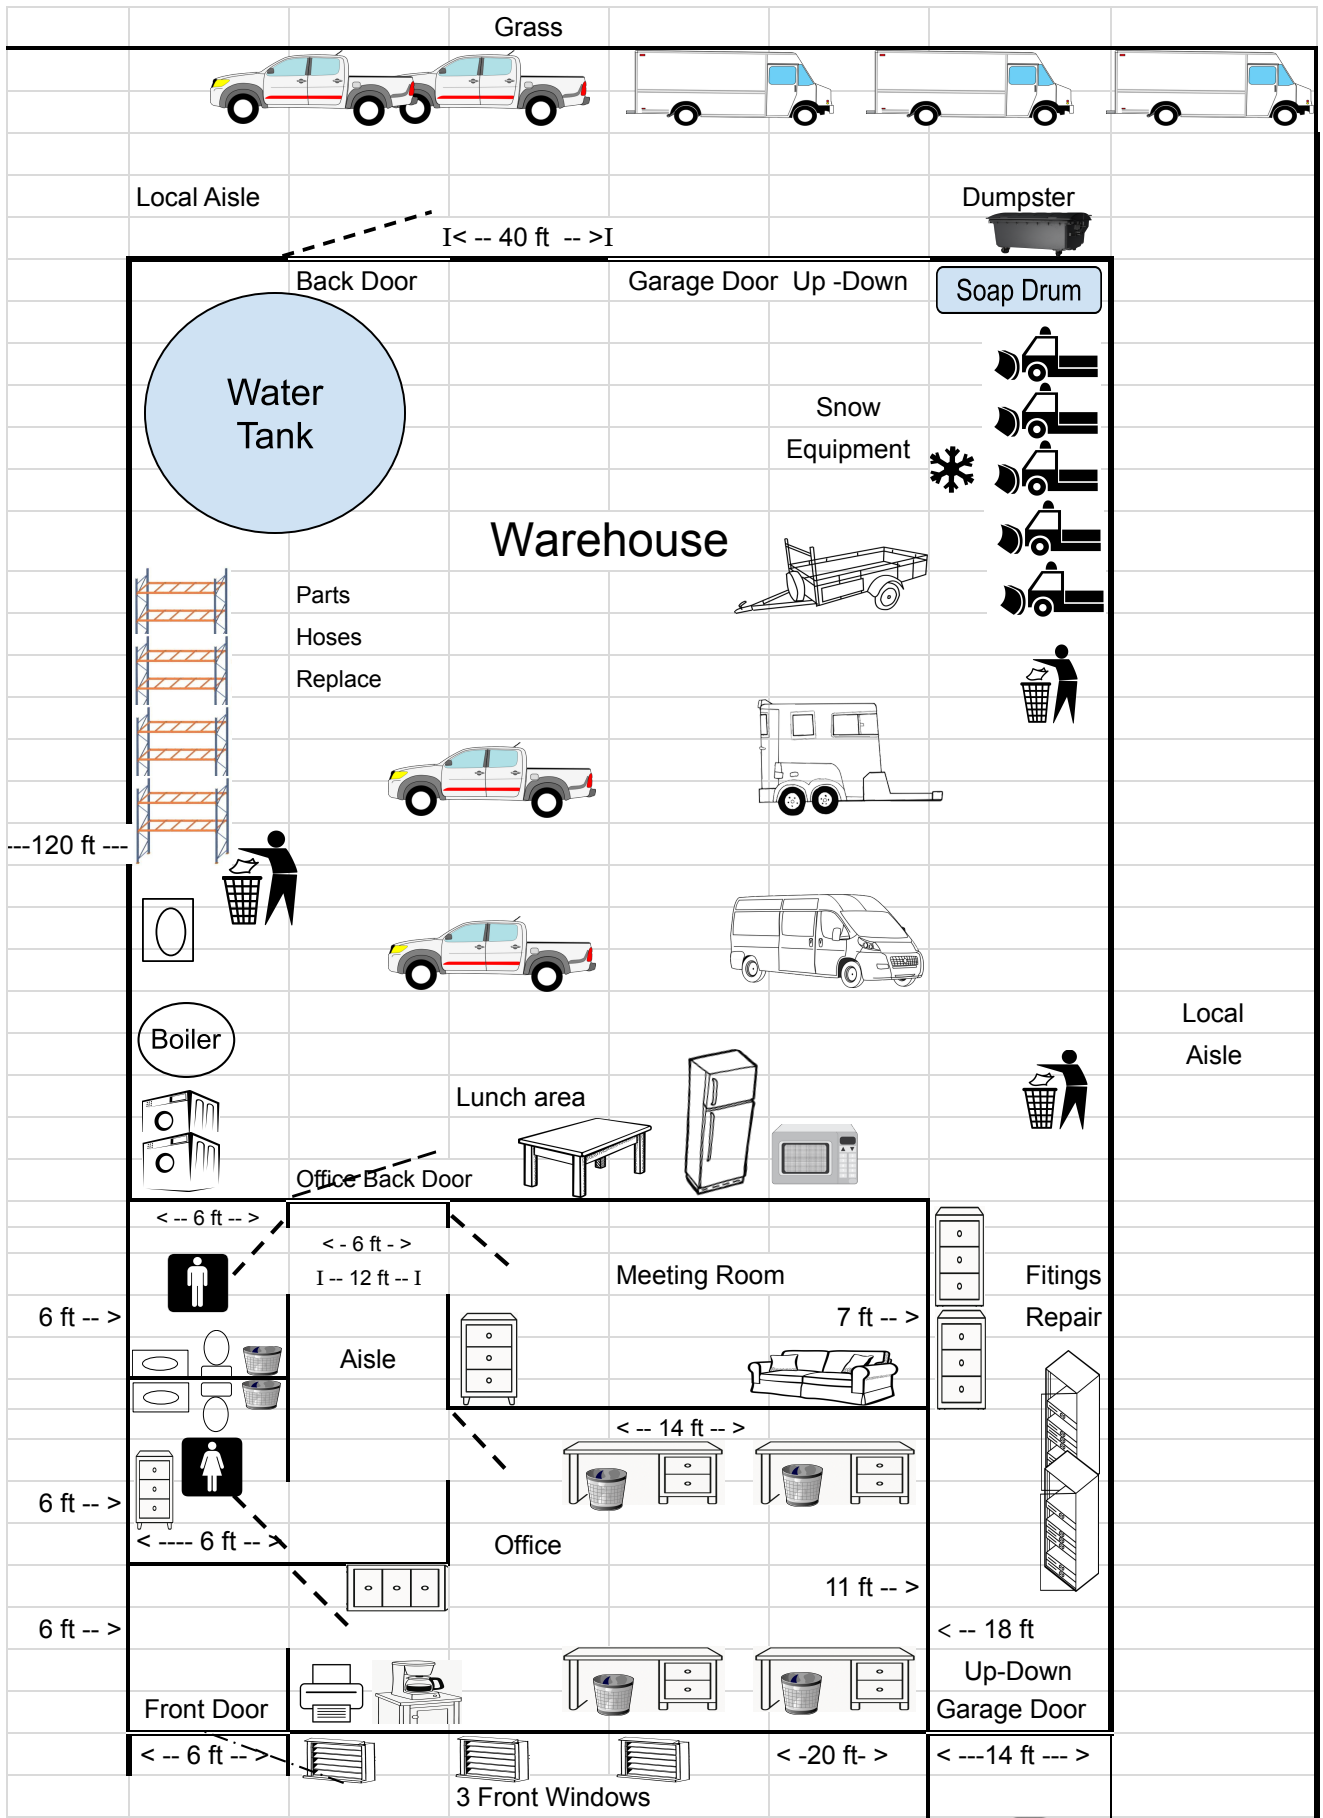 Grass
Local Aisle
Dumpster
I< -- 40 ft -- >I
Back Door
Garage Door Up -Down
Soap Drum
Water
Tank
Snow
Equipment
Warehouse
Parts
Hoses
Replace
---120 ft ---
Local
Aisle
Boiler
Lunch area
Office Back Door
< -- 6 ft -- >
< - 6 ft - >
I -- 12 ft -- I
Meeting Room
Fitings
Repair
6 ft -- >
7 ft -- >
Aisle
< -- 14 ft -- >
6 ft -- >
< ---- 6 ft -- >
Office
11 ft -- >
6 ft -- >
< -- 18 ft
Up-Down
Front Door
Garage Door
< -- 6 ft -- >
< -20 ft- >
< ---14 ft --- >
3 Front Windows